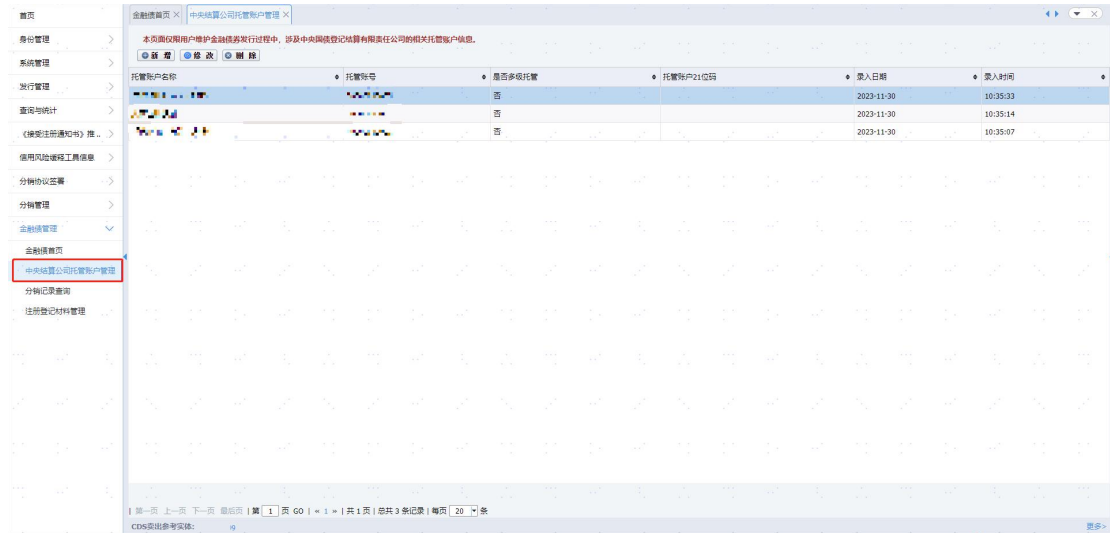 首页
身份管理
系统管理
发行管理
查询与统计
《接受注册通知书》推..
信用风险缓释工具信息
分销协议签署
分销管理
金融债管理
金融债首页
中央结算公司托管账户管理
分销记录查询
注册登记材料管理
金融债首页 × 中央结算公司托管账户管理 ×
本页面仅限用户维护金融债券发行过程中，涉及中央国债登记结算有限责任公司的相关托管账户信息。
新 增 修 改 删 除
托管账户名称 托管账号 是否多级托管 托管账户21位码 录入日期 录入时间
否 2023-11-30 10:35:33
否 2023-11-30 10:35:14
否 2023-11-30 10:35:07
| 第一页 上一页 下一页 最后页 | 第 1 页 GO | « 1 » | 共 1 页 | 总共 3 条记录 | 每页 20 条
CDS突出参考实体: 更多>